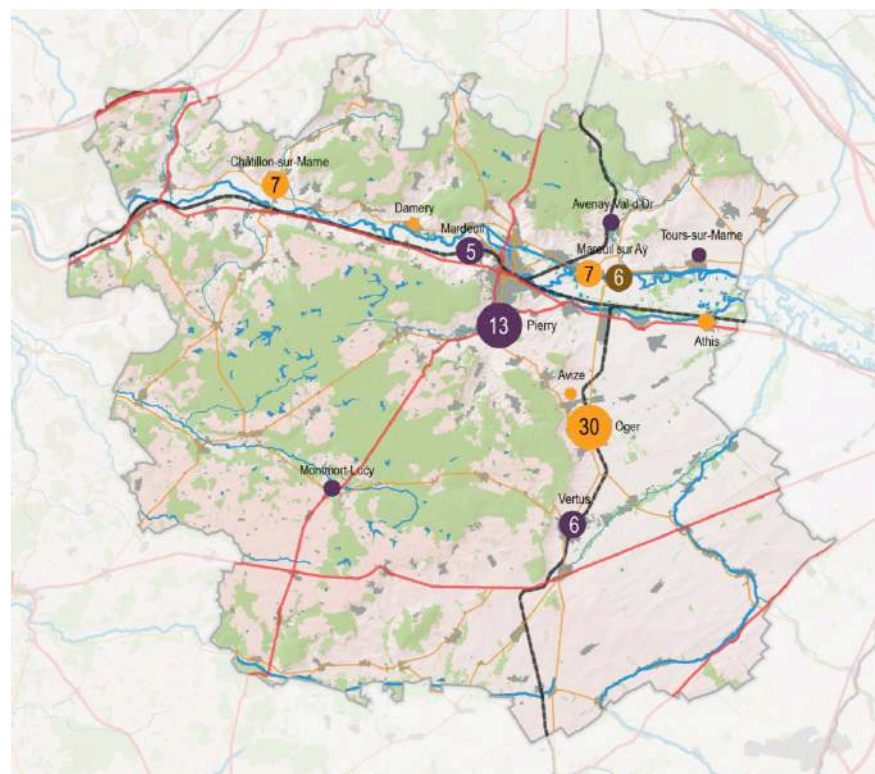 Châtillon-sur-Marne
7
Damery
Mardeuil
5
Avenay-Val-d'Or
Mareuil sur Aÿ
7
6
Tours-sur-Marne
13
Pierry
Athis
Avize
30
Oger
Montmort-Lucy
Vertus
6